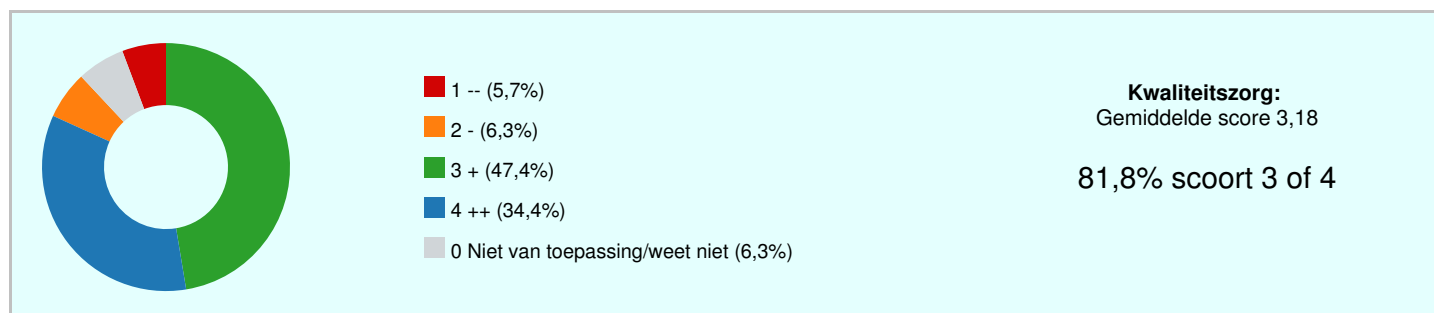 1 -- (5,7%)
2 - (6,3%)
3 + (47,4%)
4 ++ (34,4%)
0 Niet van toepassing/weet niet (6,3%)
Kwaliteitszorg:
Gemiddelde score 3,18
81,8% scoort 3 of 4